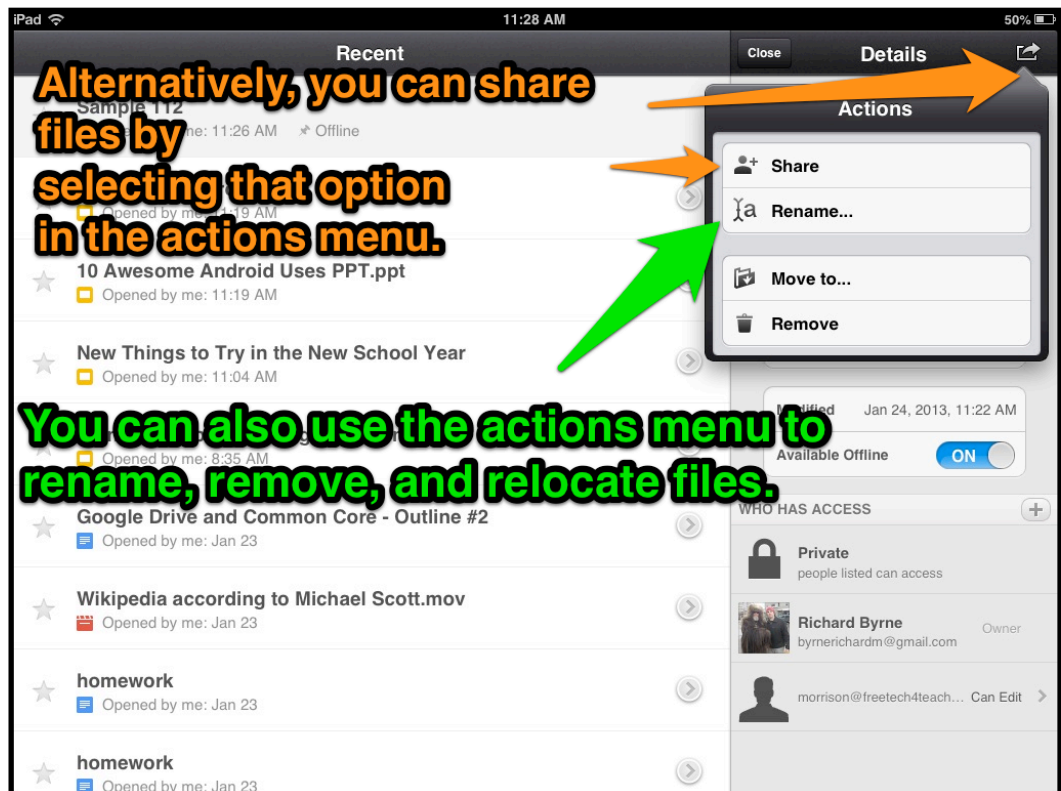 iPad
11:28 AM
50%
Recent
Close
Details
Alternatively, you can share
files by
selecting that option
in the actions menu.
Sample 112
me: 11:26 AM
Offline
Opened by me: 11:19 AM
10 Awesome Android Uses PPT.ppt
Opened by me: 11:19 AM
New Things to Try in the New School Year
Opened by me: 11:04 AM
Actions
Share
Rename...
Move to...
Remove
You can also use the actions menu to
rename, remove, and relocate files.
Opened by me: 8:35 AM
Modified
Jan 24, 2013, 11:22 AM
Available Offline
ON
Google Drive and Common Core - Outline #2
Opened by me: Jan 23
Wikipedia according to Michael Scott.mov
Opened by me: Jan 23
homework
Opened by me: Jan 23
homework
Opened by me: Jan 23
WHO HAS ACCESS
Private
people listed can access
Richard Byrne
Owner
byrnerichardm@gmail.com
morrison@freetech4teach... Can Edit